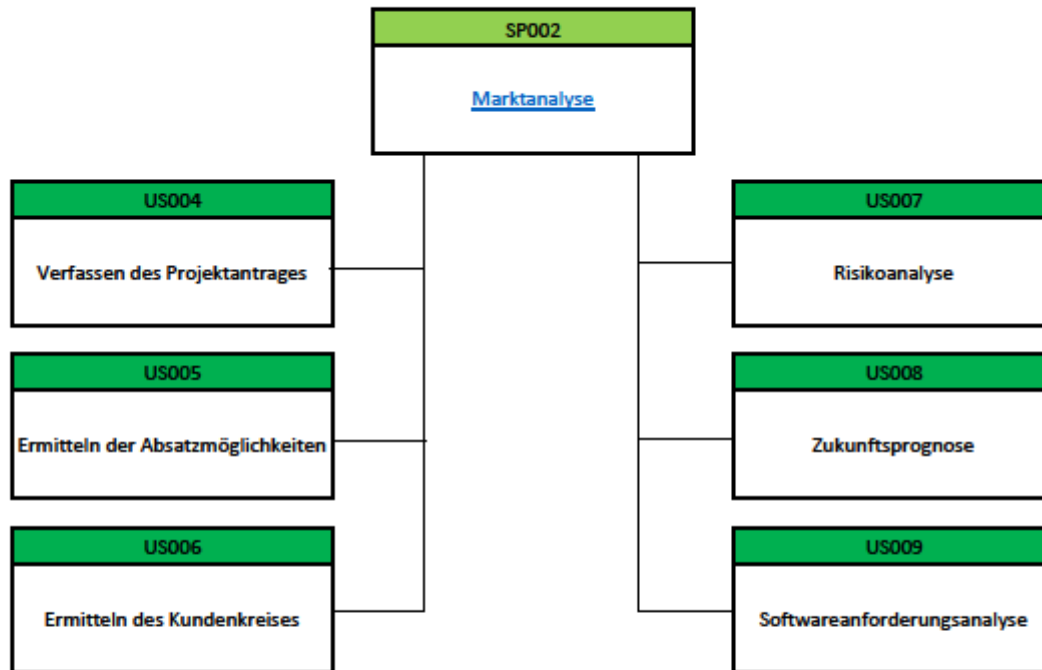 SP002
Marktanalyse
US004
Verfassen des Projektantrages
US005
Ermitteln der Absatzmöglichkeiten
US006
Ermitteln des Kundenkreises
US007
Risikoanalyse
US008
Zukunftsprognose
US009
Softwareanforderungsanalyse